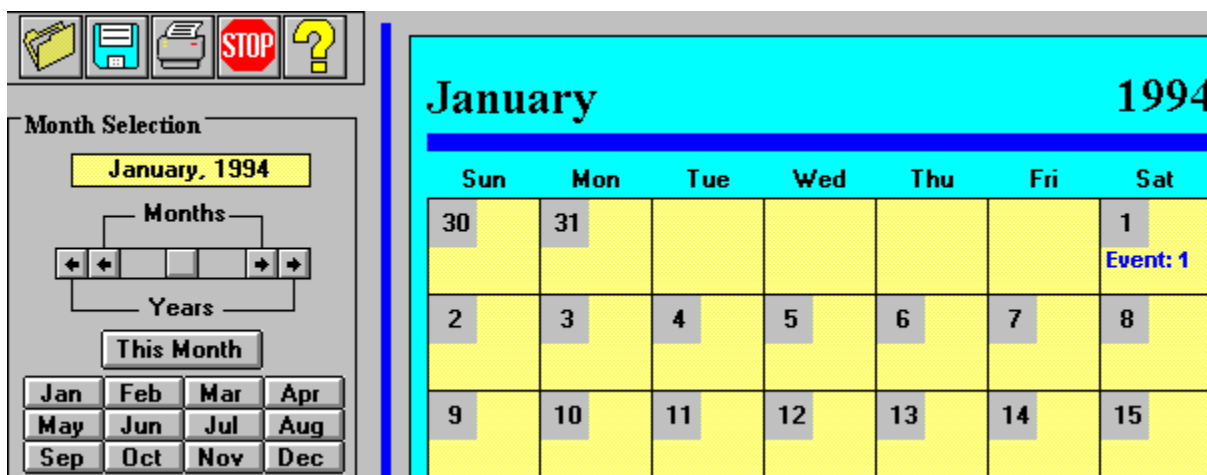 STOP
Month Selection
January, 1994
Months
Years
This Month
Jan Feb Mar Apr
May Jun Jul Aug
Sep Oct Nov Dec
January 1994
Sun Mon Tue Wed Thu Fri Sat
30 31 1
Event: 1
2 3 4 5 6 7 8
9 10 11 12 13 14 15